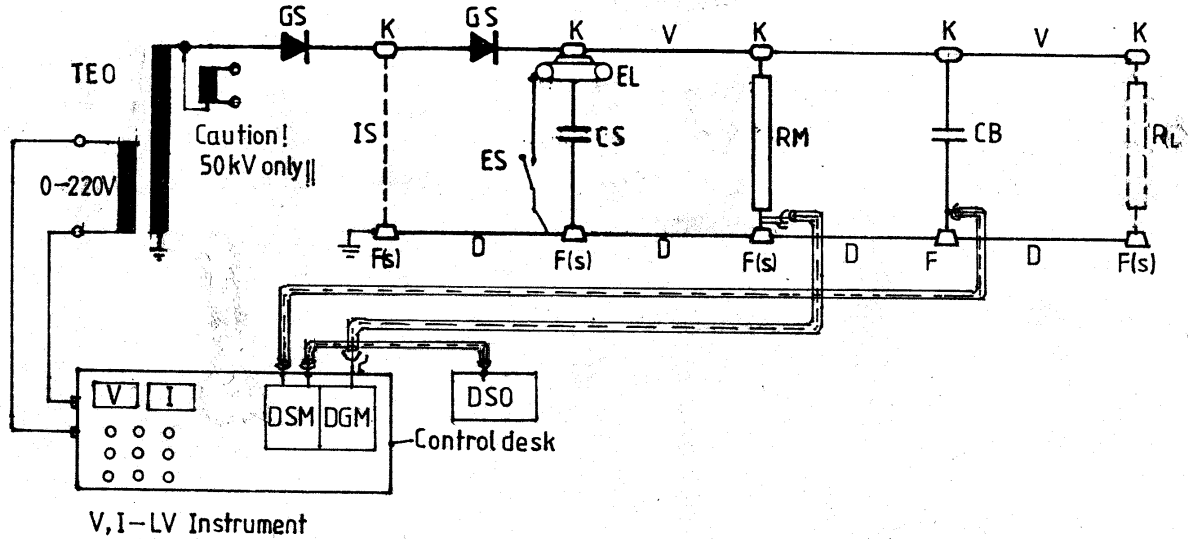 GS K GS K V K K V K
TEO
EL
Caution!
50kV only||
IS CS RM CB RL
ES
0-220V
F(s) D F(s) D F(s) D F D F(s)
V I
DSM DGM DSO
Control desk
V, I-LV Instrument